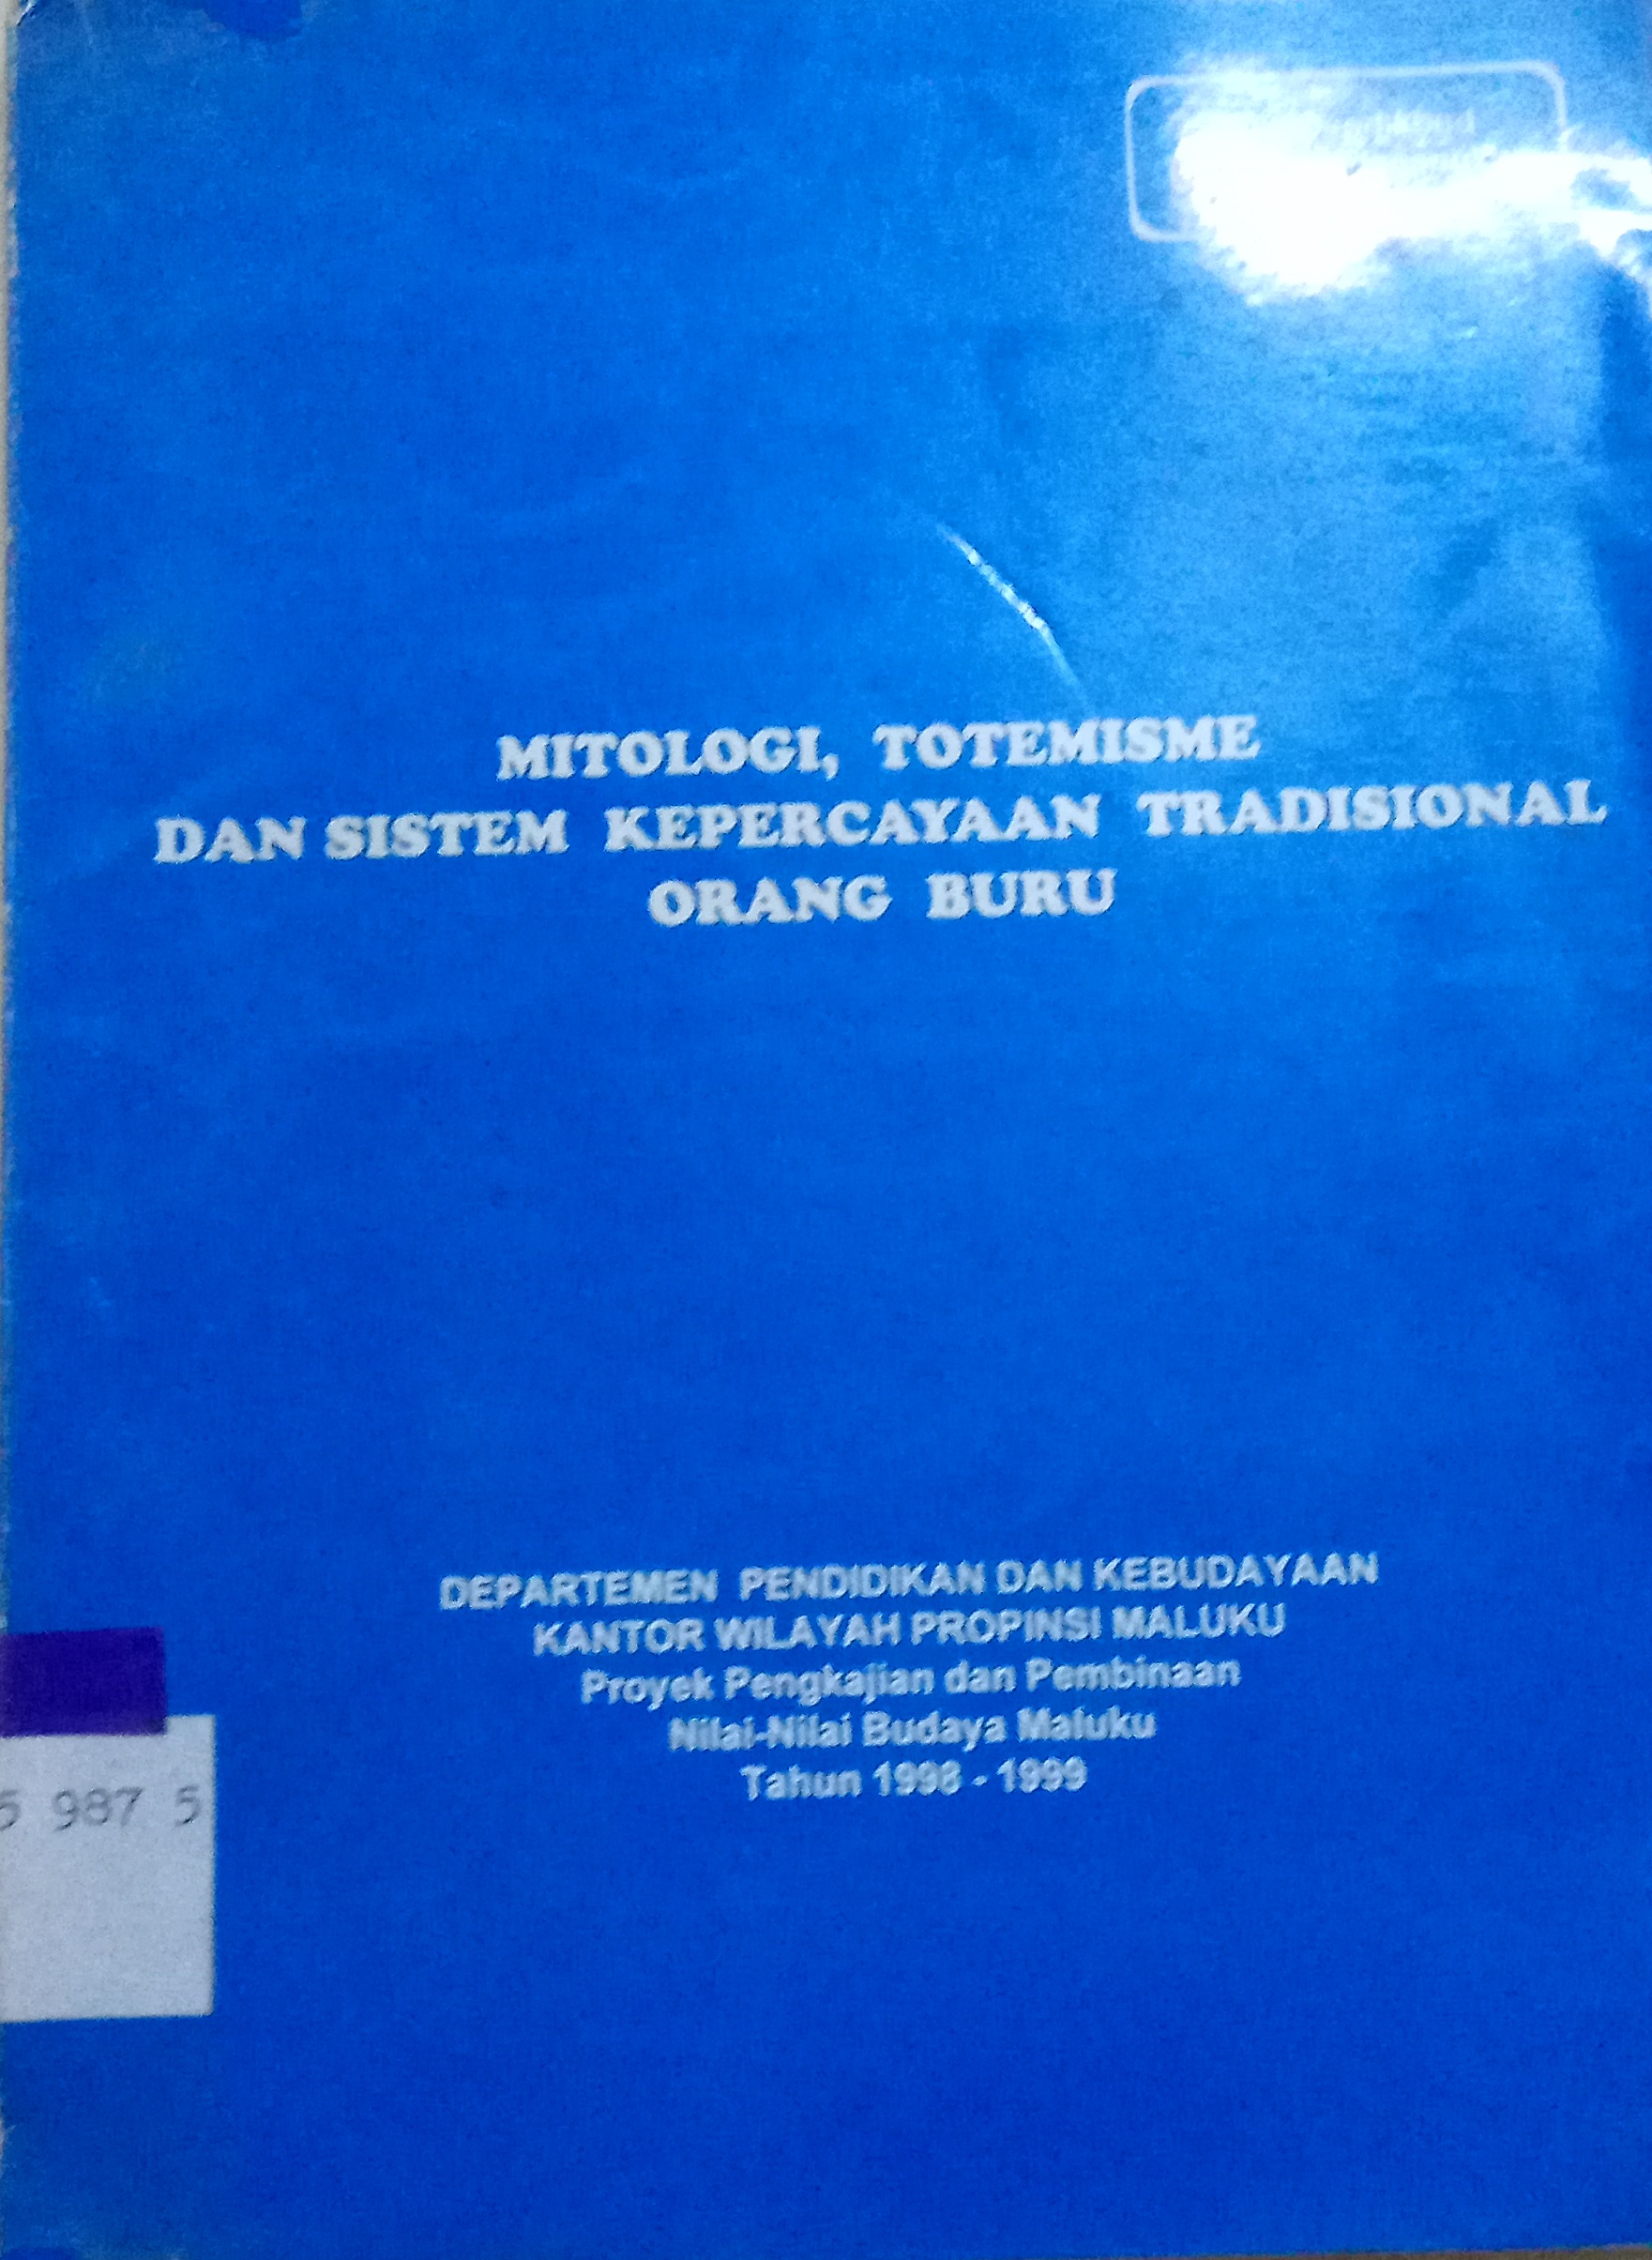 MITOLOGI, TOTEMISME
DAN SISTEM KEPERCAYAAN TRADISIONAL
ORANG BURU
DEPARTEMEN PENDIDIKAN DAN KEBUDAYAAN
KANTOR WILAYAH PROPINSI MALUKU
Proyek Pengkajian dan Pembinaan
Nilai-Nilai Budaya Maluku
Tahun 1998 - 1999
5 987 5